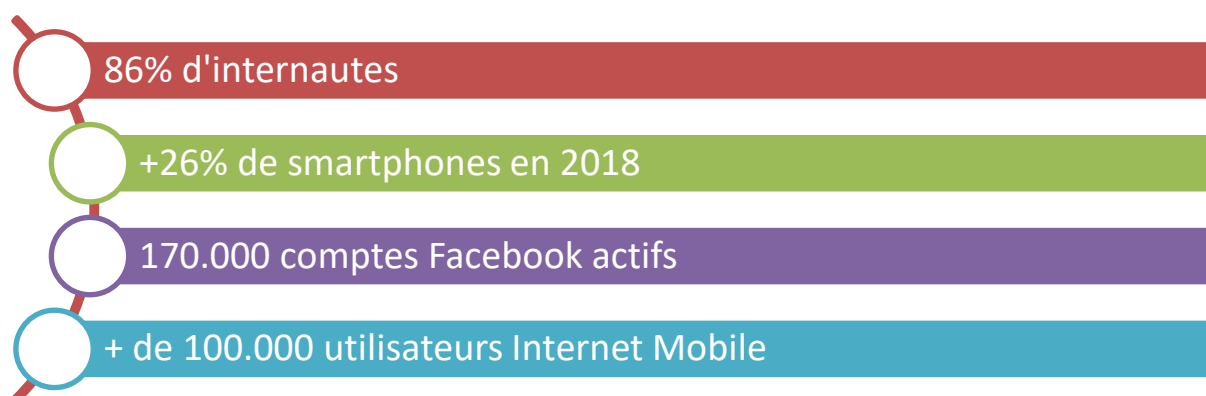 86% d'internautes
+26% de smartphones en 2018
170.000 comptes Facebook actifs
+ de 100.000 utilisateurs Internet Mobile